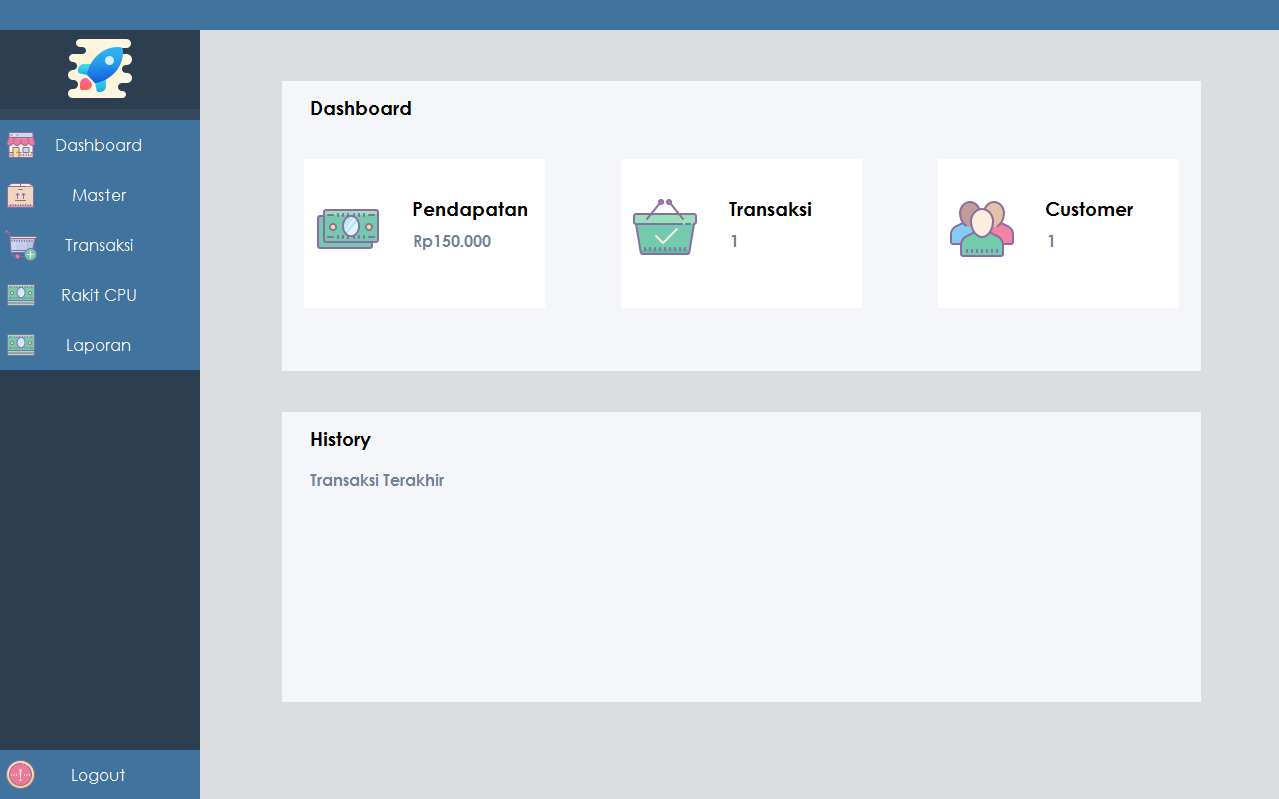 Dashboard
Master
Transaksi
Rakit CPU
Laporan
Logout
Dashboard
Pendapatan
Rp150.000
Transaksi
1
Customer
1
History
Transaksi Terakhir